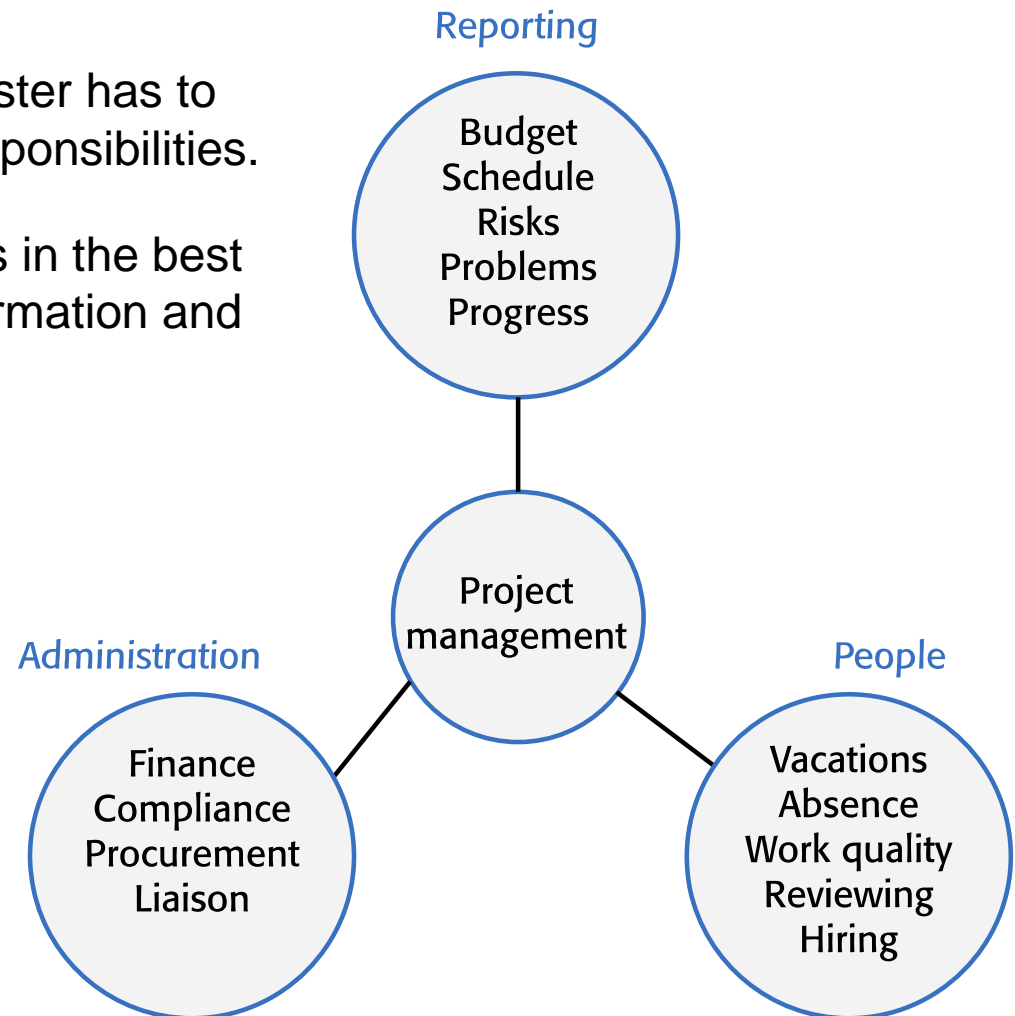 Reporting
ster has to
ponsibilities.
s in the best
rmation and
Budget
Schedule
Risks
Problems
Progress
Project
management
Administration
Finance
Compliance
Procurement
Liaison
People
Vacations
Absence
Work quality
Reviewing
Hiring